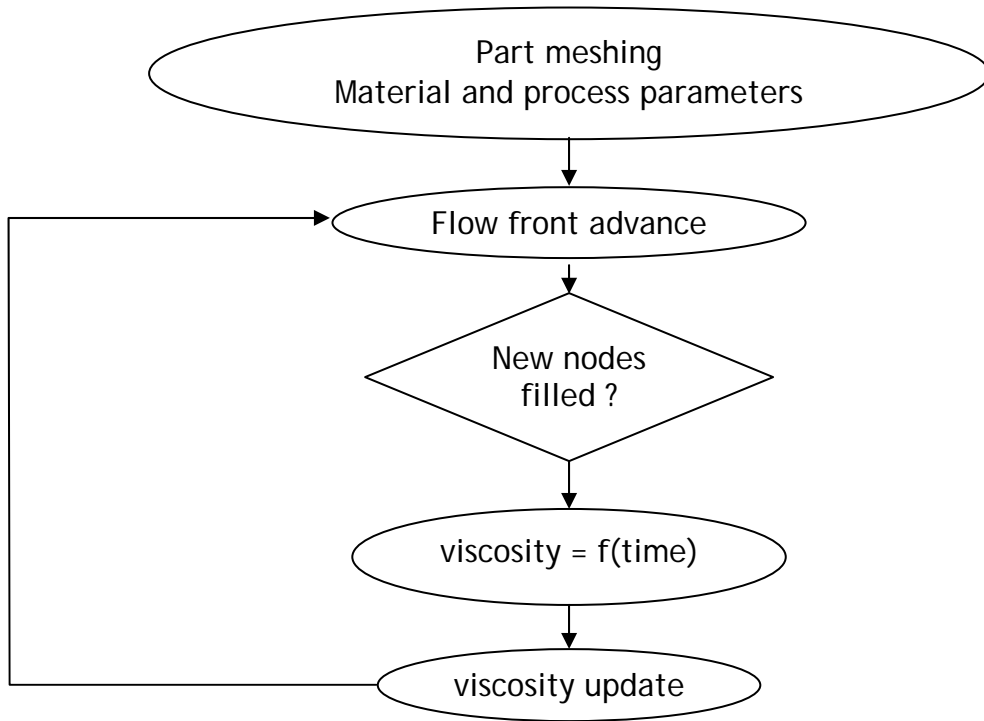 Part meshing
Material and process parameters
Flow front advance
New nodes
filled ?
viscosity = f(time)
viscosity update